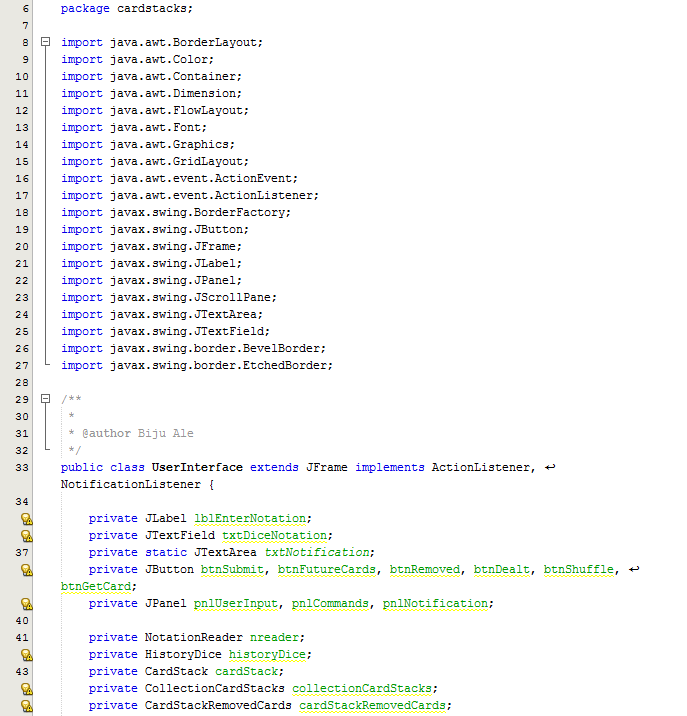 6 package cardstacks;
7
8 import java.awt.BorderLayout;
9 import java.awt.Color;
10 import java.awt.Container;
11 import java.awt.Dimension;
12 import java.awt.FlowLayout;
13 import java.awt.Font;
14 import java.awt.Graphics;
15 import java.awt.GridLayout;
16 import java.awt.event.ActionEvent;
17 import java.awt.event.ActionListener;
18 import javax.swing.BorderFactory;
19 import javax.swing.JButton;
20 import javax.swing.JFrame;
21 import javax.swing.JLabel;
22 import javax.swing.JPanel;
23 import javax.swing.JScrollPane;
24 import javax.swing.JTextArea;
25 import javax.swing.JTextField;
26 import javax.swing.border.BevelBorder;
27 import javax.swing.border.EtchedBorder;
28
29 /**
30 *
31 * @author Biju Ale
32 */
33 public class UserInterface extends JFrame implements ActionListener, ↩
NotificationListener {
34
private JLabel lblEnterNotation;
private JTextField txtDiceNotation;
37 private static JTextArea txtNotification;
private JButton btnSubmit, btnFutureCards, btnRemoved, btnDealt, btnShuffle, ↩
btnGetCard;
private JPanel pnlUserInput, pnlCommands, pnlNotification;
40
41 private NotationReader nreader;
private HistoryDice historyDice;
43 private CardStack cardStack;
private CollectionCardStacks collectionCardStacks;
private CardStackRemovedCards cardStackRemovedCards;